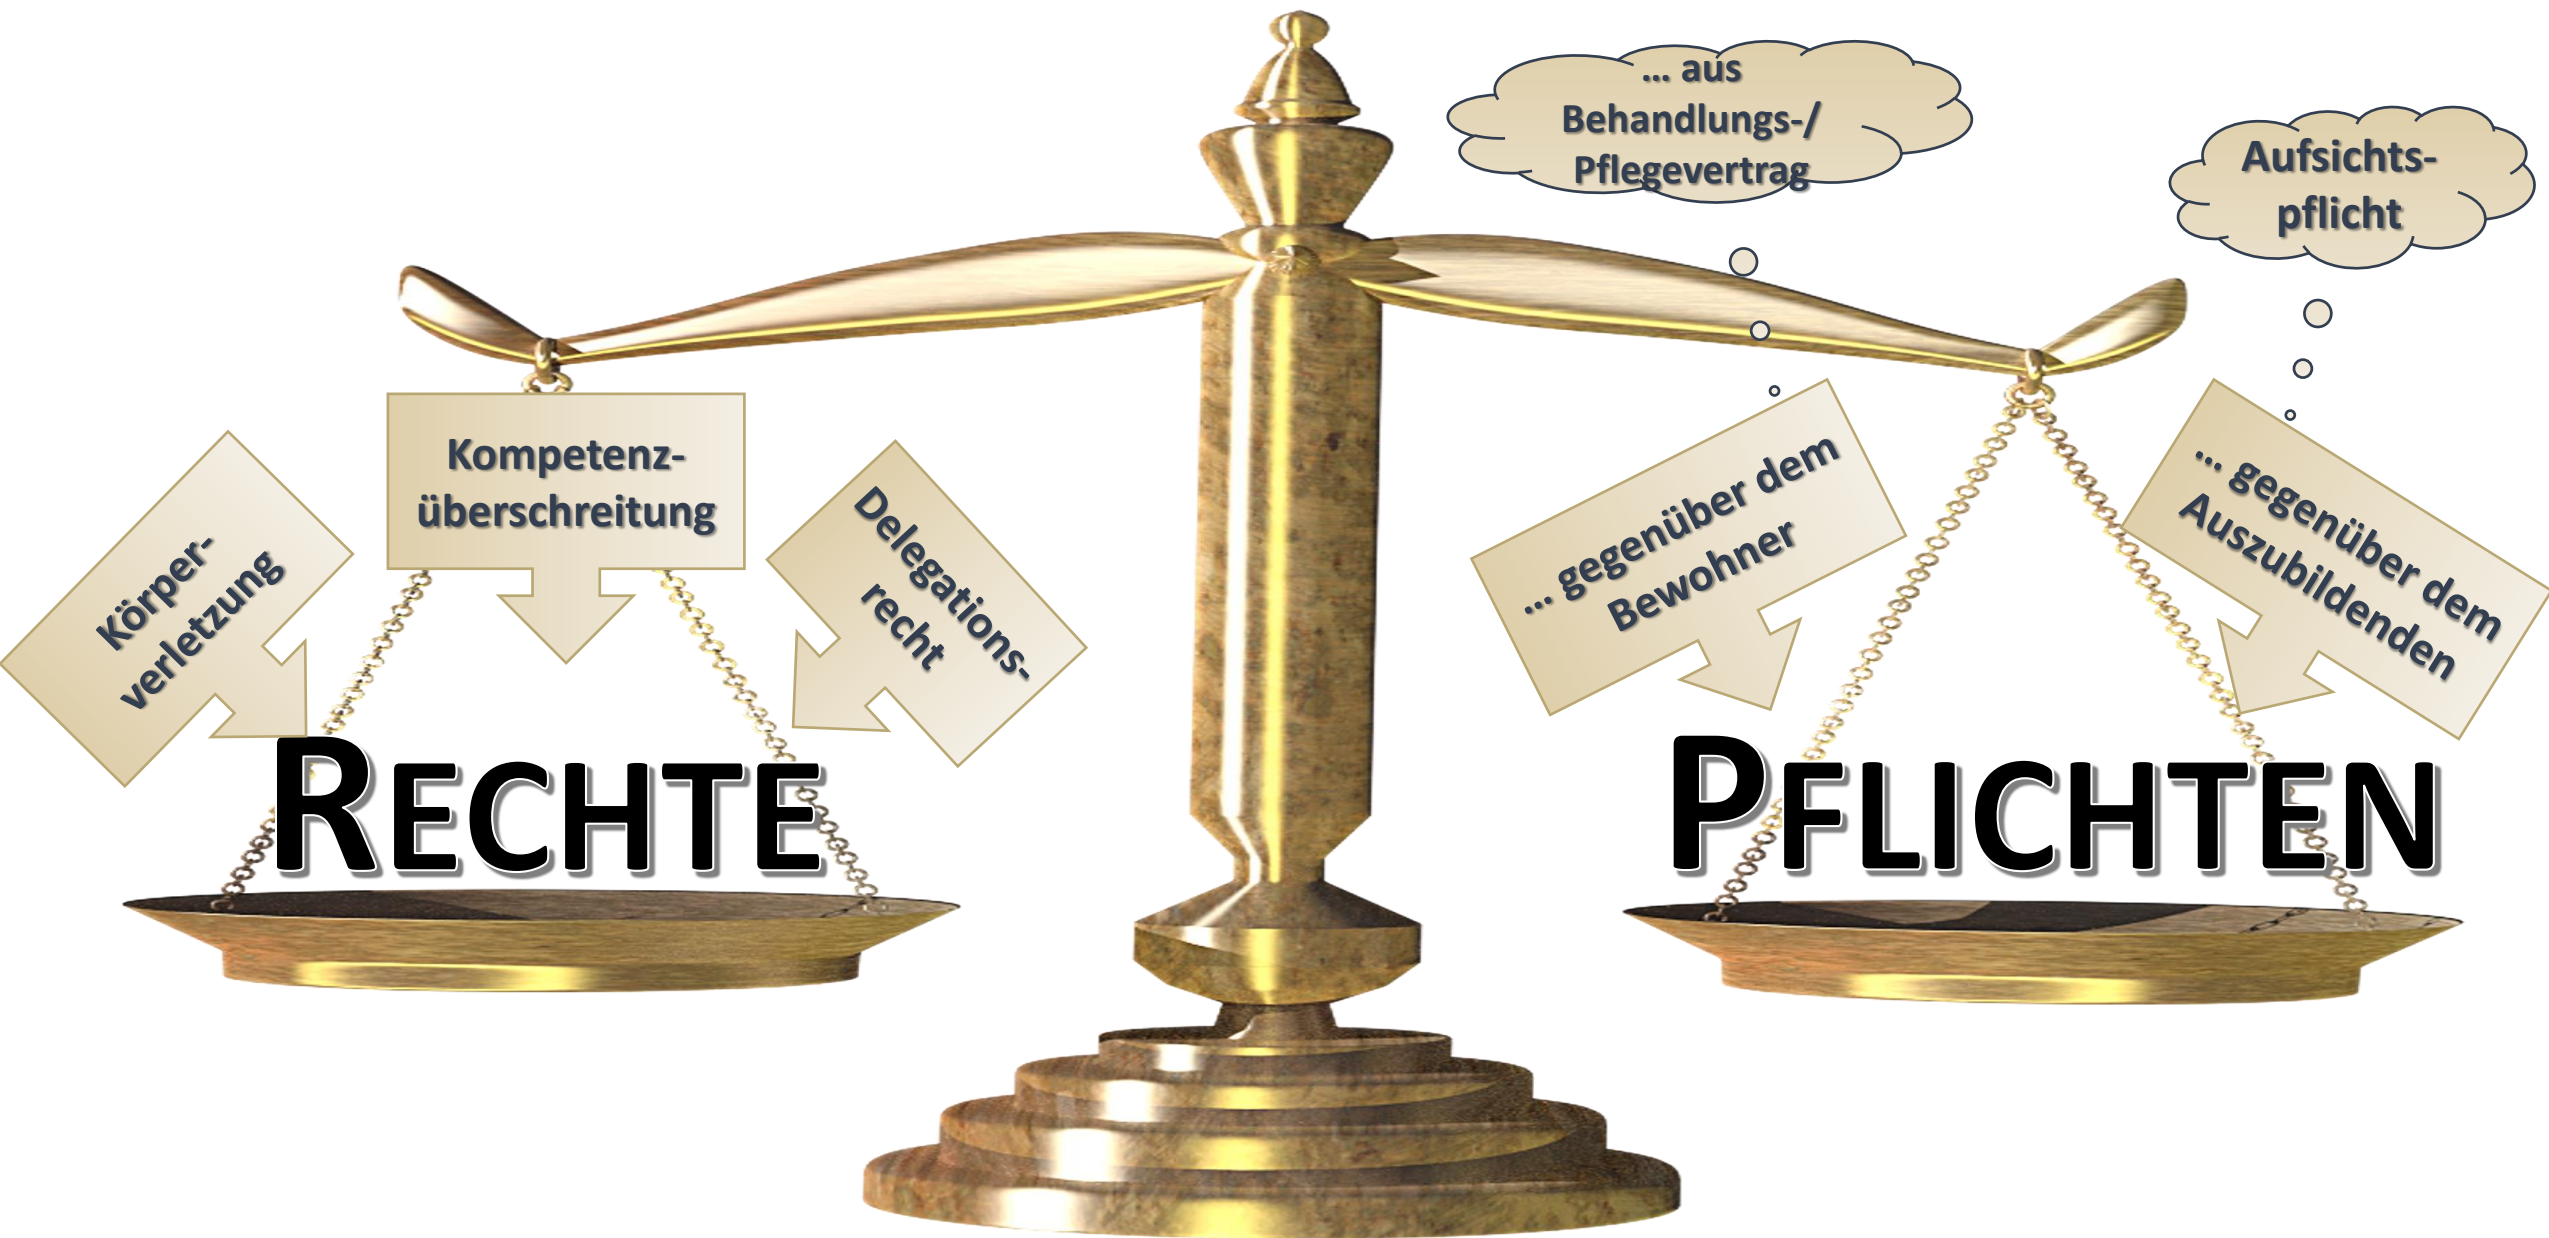 … aus
Behandlungs-/
Pflegevertrag
Aufsichts-
pflicht
Körper-
verletzung
Kompetenz-
überschreitung
Delegations-
recht
… gegenüber dem
Bewohner
… gegenüber dem
Auszubildenden
RECHTE
PFLICHTEN